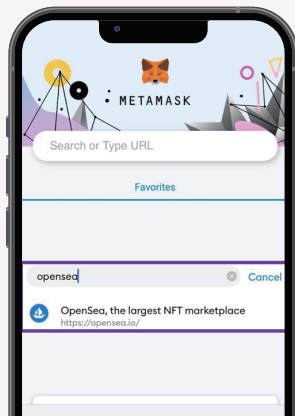 METAMASK
Search or Type URL
Favorites
opensea
Cancel
OpenSea, the largest NFT marketplace
https://opensea.io/